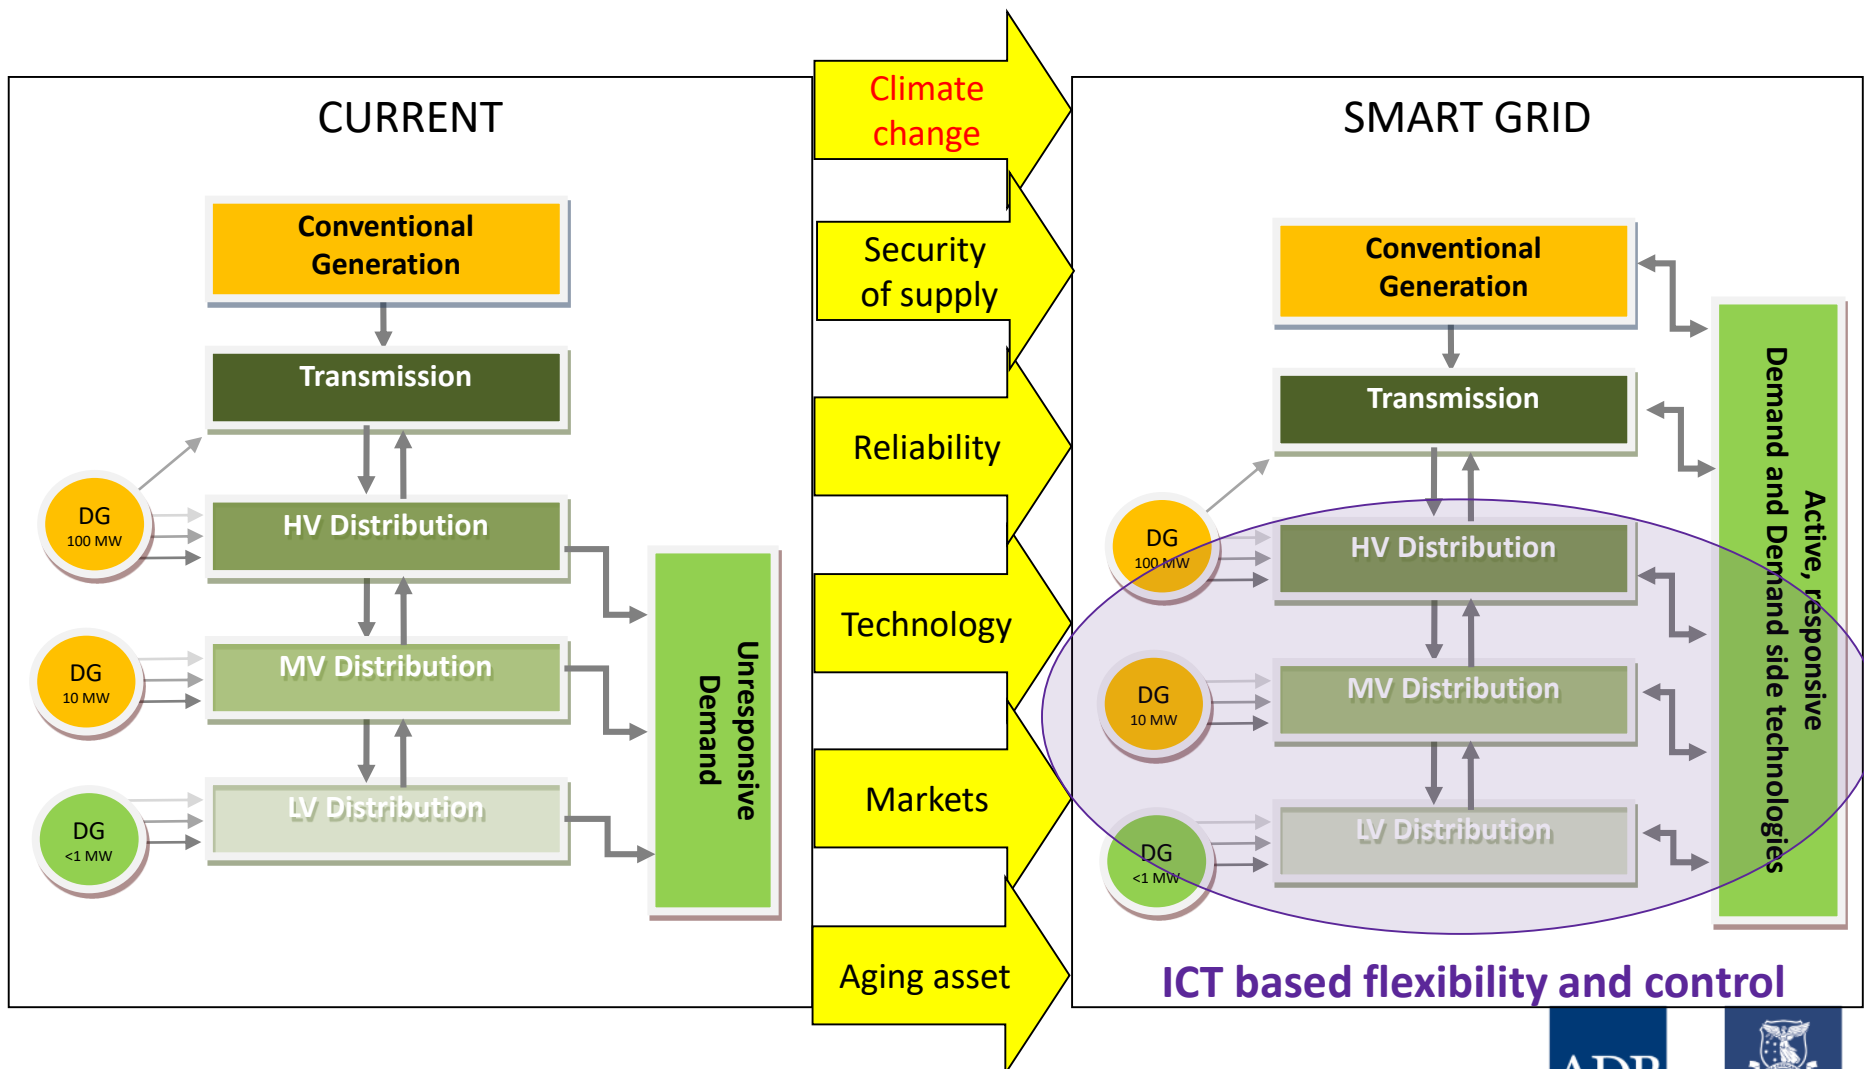 CURRENT
Conventional
Generation
Transmission
HV Distribution
MV Distribution
LV Distribution
DG
100 MW
DG
10 MW
DG
<1 MW
Unresponsive
Demand
Climate
change
Security
of supply
Reliability
Technology
Markets
Aging asset
SMART GRID
Conventional
Generation
Transmission
HV Distribution
MV Distribution
LV Distribution
DG
100 MW
DG
10 MW
DG
<1 MW
Active, responsive
Demand and Demand side technologies
ICT based flexibility and control
ADB